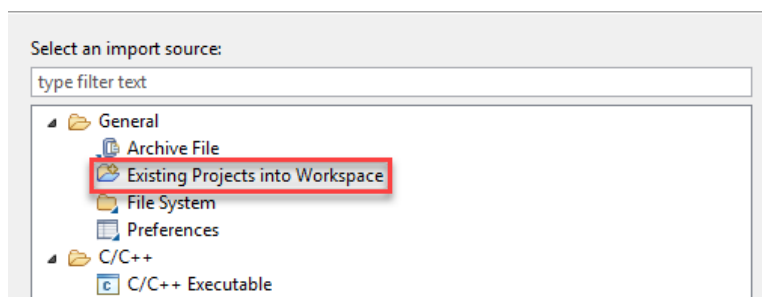 Select an import source:
type filter text
General
Archive File
Existing Projects into Workspace
File System
Preferences
C/C++
C/C++ Executable